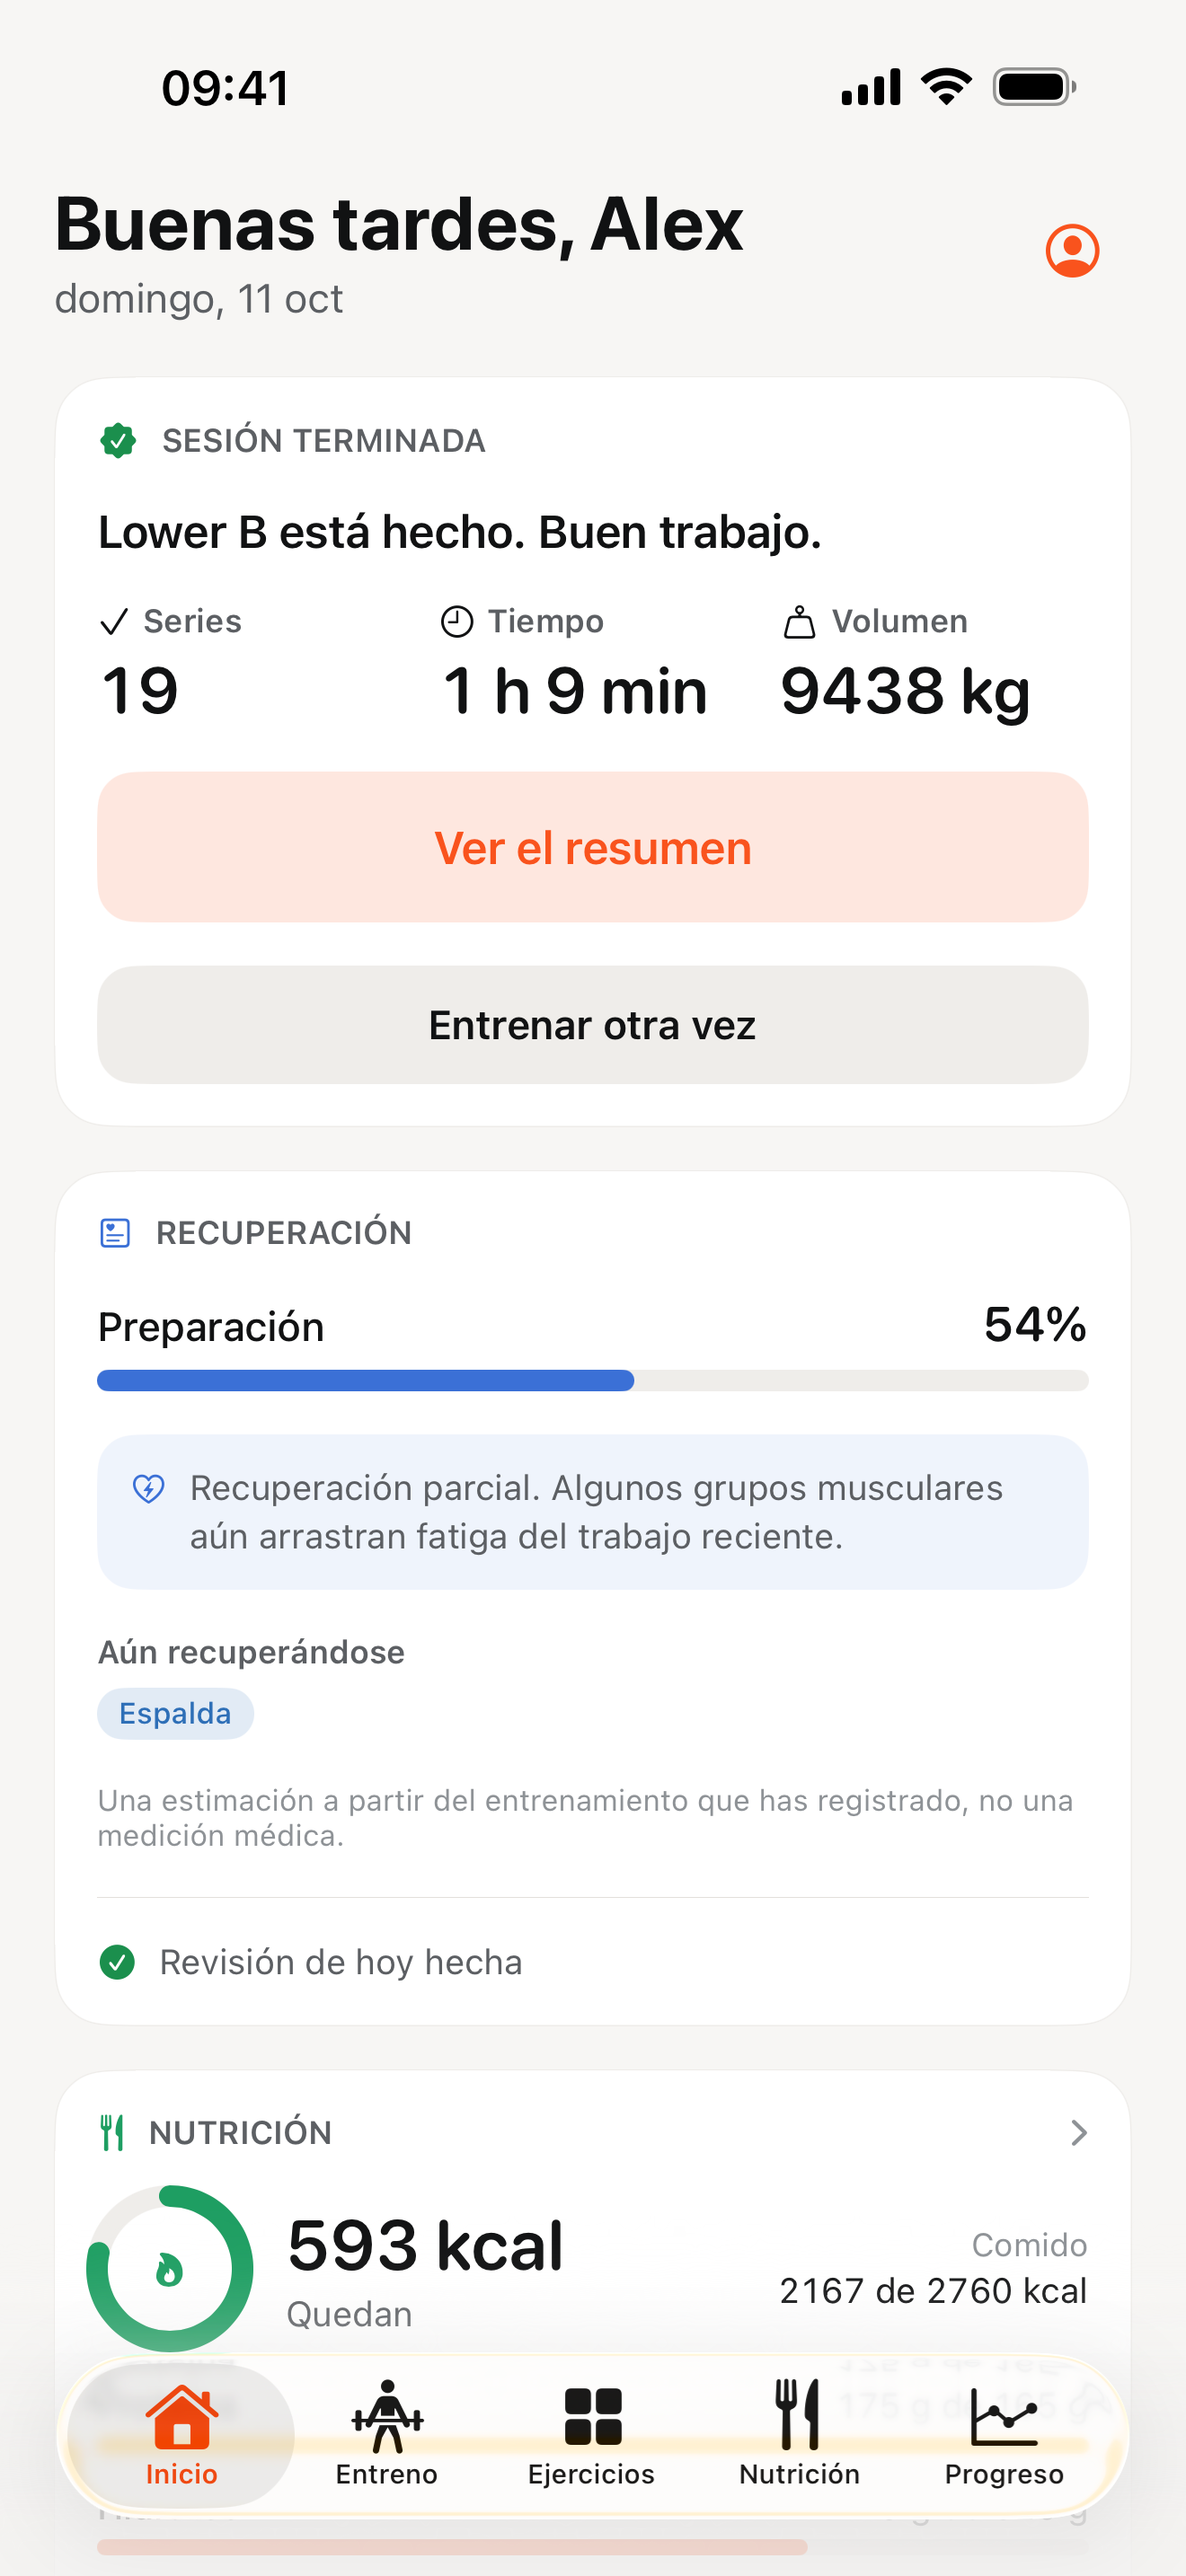 09:41
Buenas tardes, Alex
domingo, 11 oct
SESIÓN TERMINADA
Lower B está hecho. Buen trabajo.
Series
Tiempo
Volumen
19
1 h 9 min
9438 kg
Ver el resumen
Entrenar otra vez
RECUPERACIÓN
Preparación
54%
Recuperación parcial. Algunos grupos musculares
aún arrastran fatiga del trabajo reciente.
Aún recuperándose
Espalda
Una estimación a partir del entrenamiento que has registrado, no una
medición médica.
Revisión de hoy hecha
NUTRICIÓN
593 kcal
Quedan
Comido
2167 de 2760 kcal
Inicio
Entreno
Ejercicios
Nutrición
Progreso